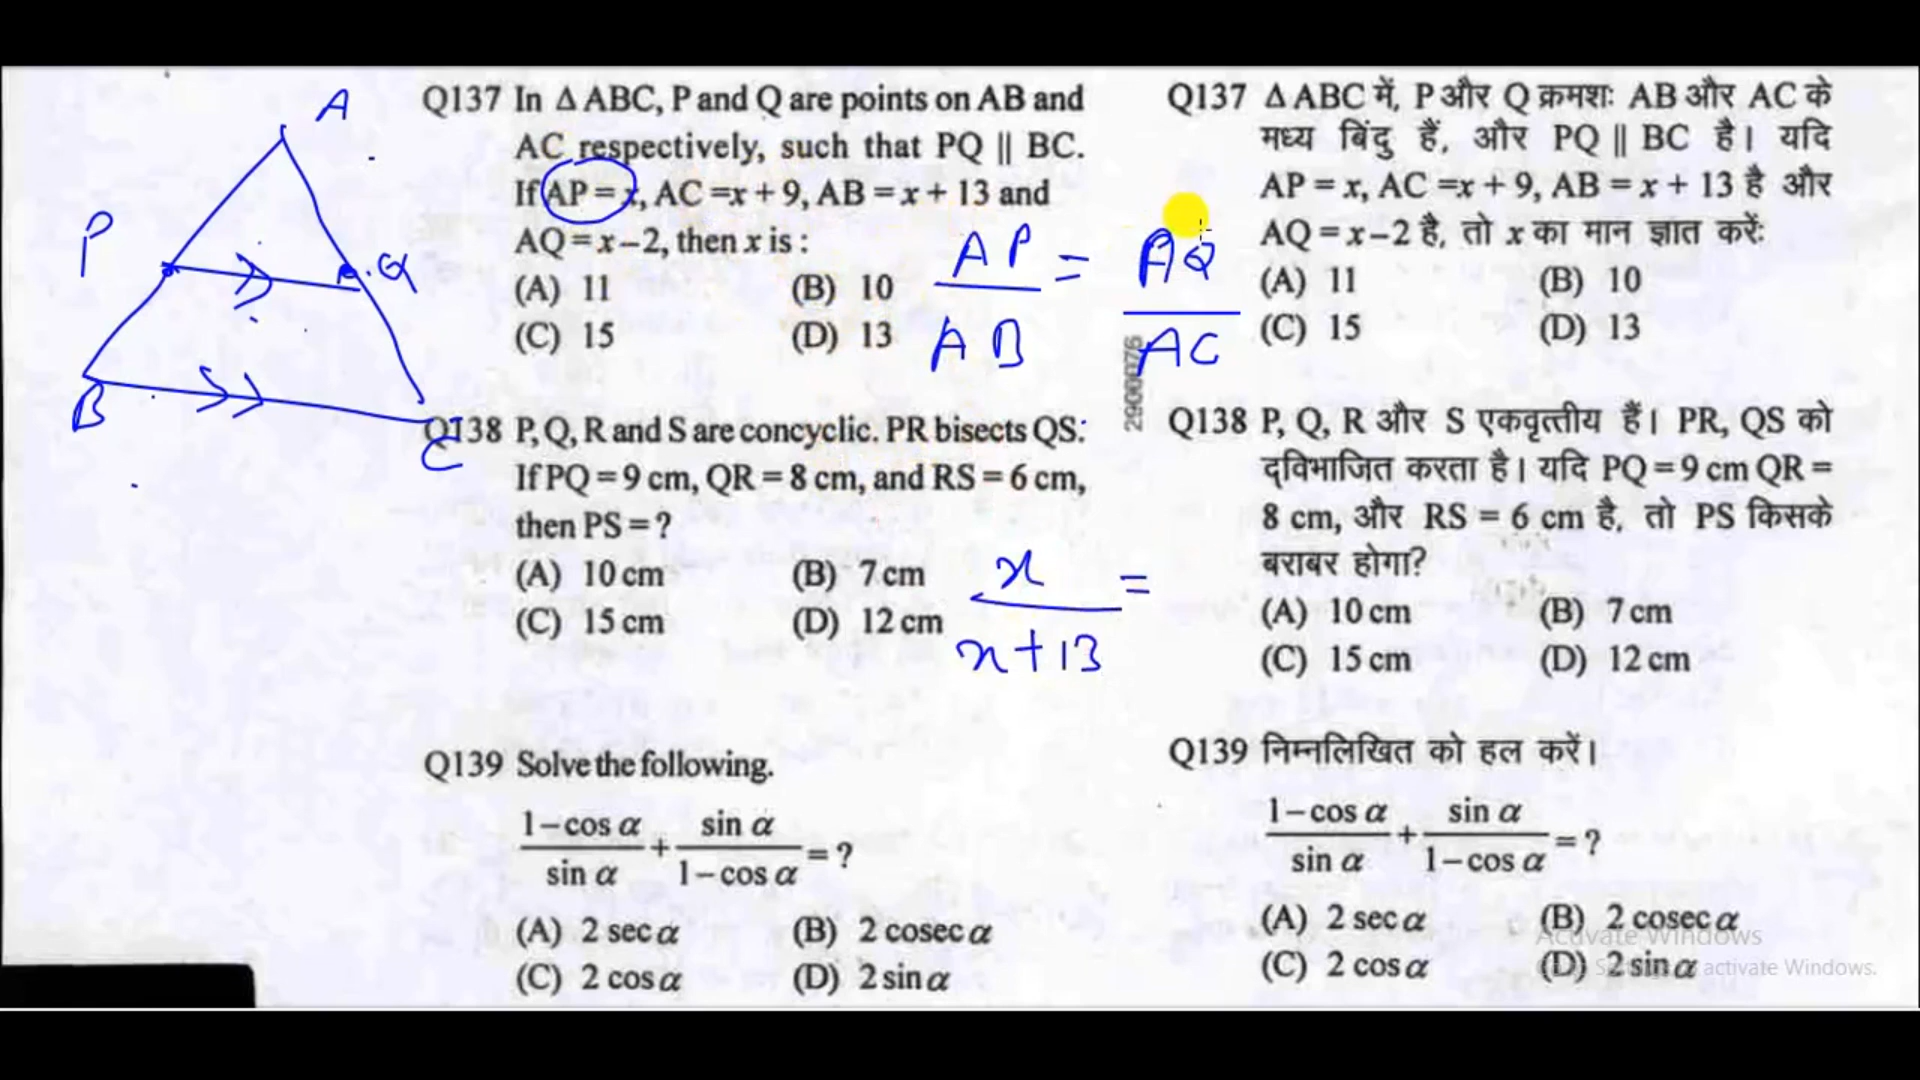 A
P
Q
B
C
Q137 In Δ ABC, P and Q are points on AB and
AC respectively, such that PQ || BC.
If AP = x, AC =x + 9, AB = x + 13 and
AQ = x – 2, then x is :
(A) 11 (B) 10
(C) 15 (D) 13
AP = AQ
AB AC
Q138 P, Q, R and S are concyclic. PR bisects QS.
If PQ = 9 cm, QR = 8 cm, and RS = 6 cm,
then PS = ?
(A) 10 cm (B) 7 cm
(C) 15 cm (D) 12 cm
x =
x+13
Q139 Solve the following.
1–cos α / sin α + sin α / 1–cos α = ?
(A) 2 sec α (B) 2 cosec α
(C) 2 cos α (D) 2 sin α
29000076
Q137 Δ ABC में, P और Q क्रमशः AB और AC के
मध्य बिंदु हैं, और PQ || BC है। यदि
AP = x, AC =x + 9, AB = x + 13 है और
AQ = x – 2 है, तो x का मान ज्ञात करें:
(A) 11 (B) 10
(C) 15 (D) 13
Q138 P, Q, R और S एकवृत्तीय हैं। PR, QS को
द्विभाजित करता है। यदि PQ = 9 cm QR =
8 cm, और RS = 6 cm है, तो PS किसके
बराबर होगा?
(A) 10 cm (B) 7 cm
(C) 15 cm (D) 12 cm
Q139 निम्नलिखित को हल करें।
1–cos α / sin α + sin α / 1–cos α = ?
(A) 2 sec α (B) 2 cosec α
(C) 2 cos α (D) 2 sin α
Activate Windows
activate Windows.